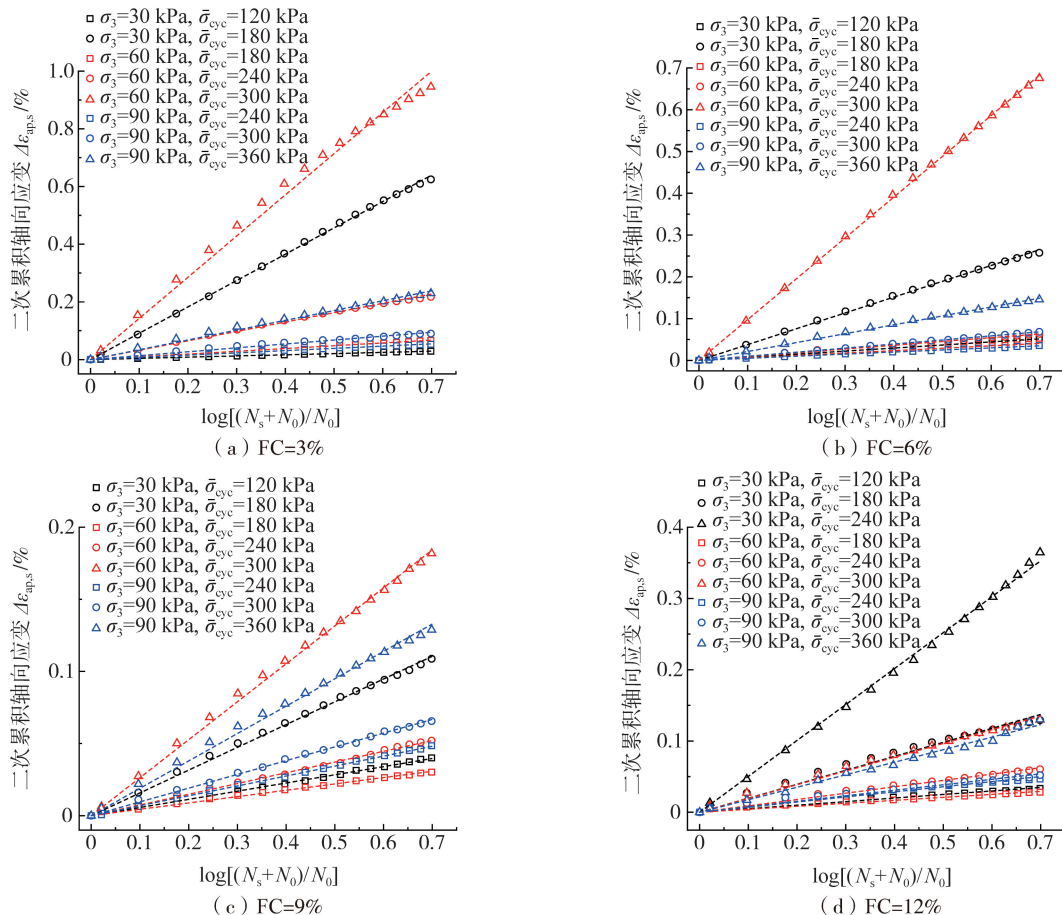 σ₃=30 kPa, σ̄cyc=120 kPa
σ₃=30 kPa, σ̄cyc=180 kPa
σ₃=60 kPa, σ̄cyc=180 kPa
σ₃=60 kPa, σ̄cyc=240 kPa
σ₃=60 kPa, σ̄cyc=300 kPa
σ₃=90 kPa, σ̄cyc=240 kPa
σ₃=90 kPa, σ̄cyc=300 kPa
σ₃=90 kPa, σ̄cyc=360 kPa
二次累积轴向应变 Δεap,s/%
1.0
0.8
0.6
0.4
0.2
0
0 0.1 0.2 0.3 0.4 0.5 0.6 0.7
log[(Ns+N0)/N0]
（a）FC=3%
σ₃=30 kPa, σ̄cyc=120 kPa
σ₃=30 kPa, σ̄cyc=180 kPa
σ₃=60 kPa, σ̄cyc=180 kPa
σ₃=60 kPa, σ̄cyc=240 kPa
σ₃=60 kPa, σ̄cyc=300 kPa
σ₃=90 kPa, σ̄cyc=240 kPa
σ₃=90 kPa, σ̄cyc=300 kPa
σ₃=90 kPa, σ̄cyc=360 kPa
二次累积轴向应变 Δεap,s/%
0.7
0.6
0.5
0.4
0.3
0.2
0.1
0
0 0.1 0.2 0.3 0.4 0.5 0.6 0.7
log[(Ns+N0)/N0]
（b）FC=6%
σ₃=30 kPa, σ̄cyc=120 kPa
σ₃=30 kPa, σ̄cyc=180 kPa
σ₃=60 kPa, σ̄cyc=180 kPa
σ₃=60 kPa, σ̄cyc=240 kPa
σ₃=60 kPa, σ̄cyc=300 kPa
σ₃=90 kPa, σ̄cyc=240 kPa
σ₃=90 kPa, σ̄cyc=300 kPa
σ₃=90 kPa, σ̄cyc=360 kPa
二次累积轴向应变 Δεap,s/%
0.2
0.1
0
0 0.1 0.2 0.3 0.4 0.5 0.6 0.7
log[(Ns+N0)/N0]
（c）FC=9%
σ₃=30 kPa, σ̄cyc=120 kPa
σ₃=30 kPa, σ̄cyc=180 kPa
σ₃=30 kPa, σ̄cyc=240 kPa
σ₃=60 kPa, σ̄cyc=180 kPa
σ₃=60 kPa, σ̄cyc=240 kPa
σ₃=60 kPa, σ̄cyc=300 kPa
σ₃=90 kPa, σ̄cyc=240 kPa
σ₃=90 kPa, σ̄cyc=300 kPa
σ₃=90 kPa, σ̄cyc=360 kPa
二次累积轴向应变 Δεap,s/%
0.4
0.3
0.2
0.1
0
0 0.1 0.2 0.3 0.4 0.5 0.6 0.7
log[(Ns+N0)/N0]
（d）FC=12%